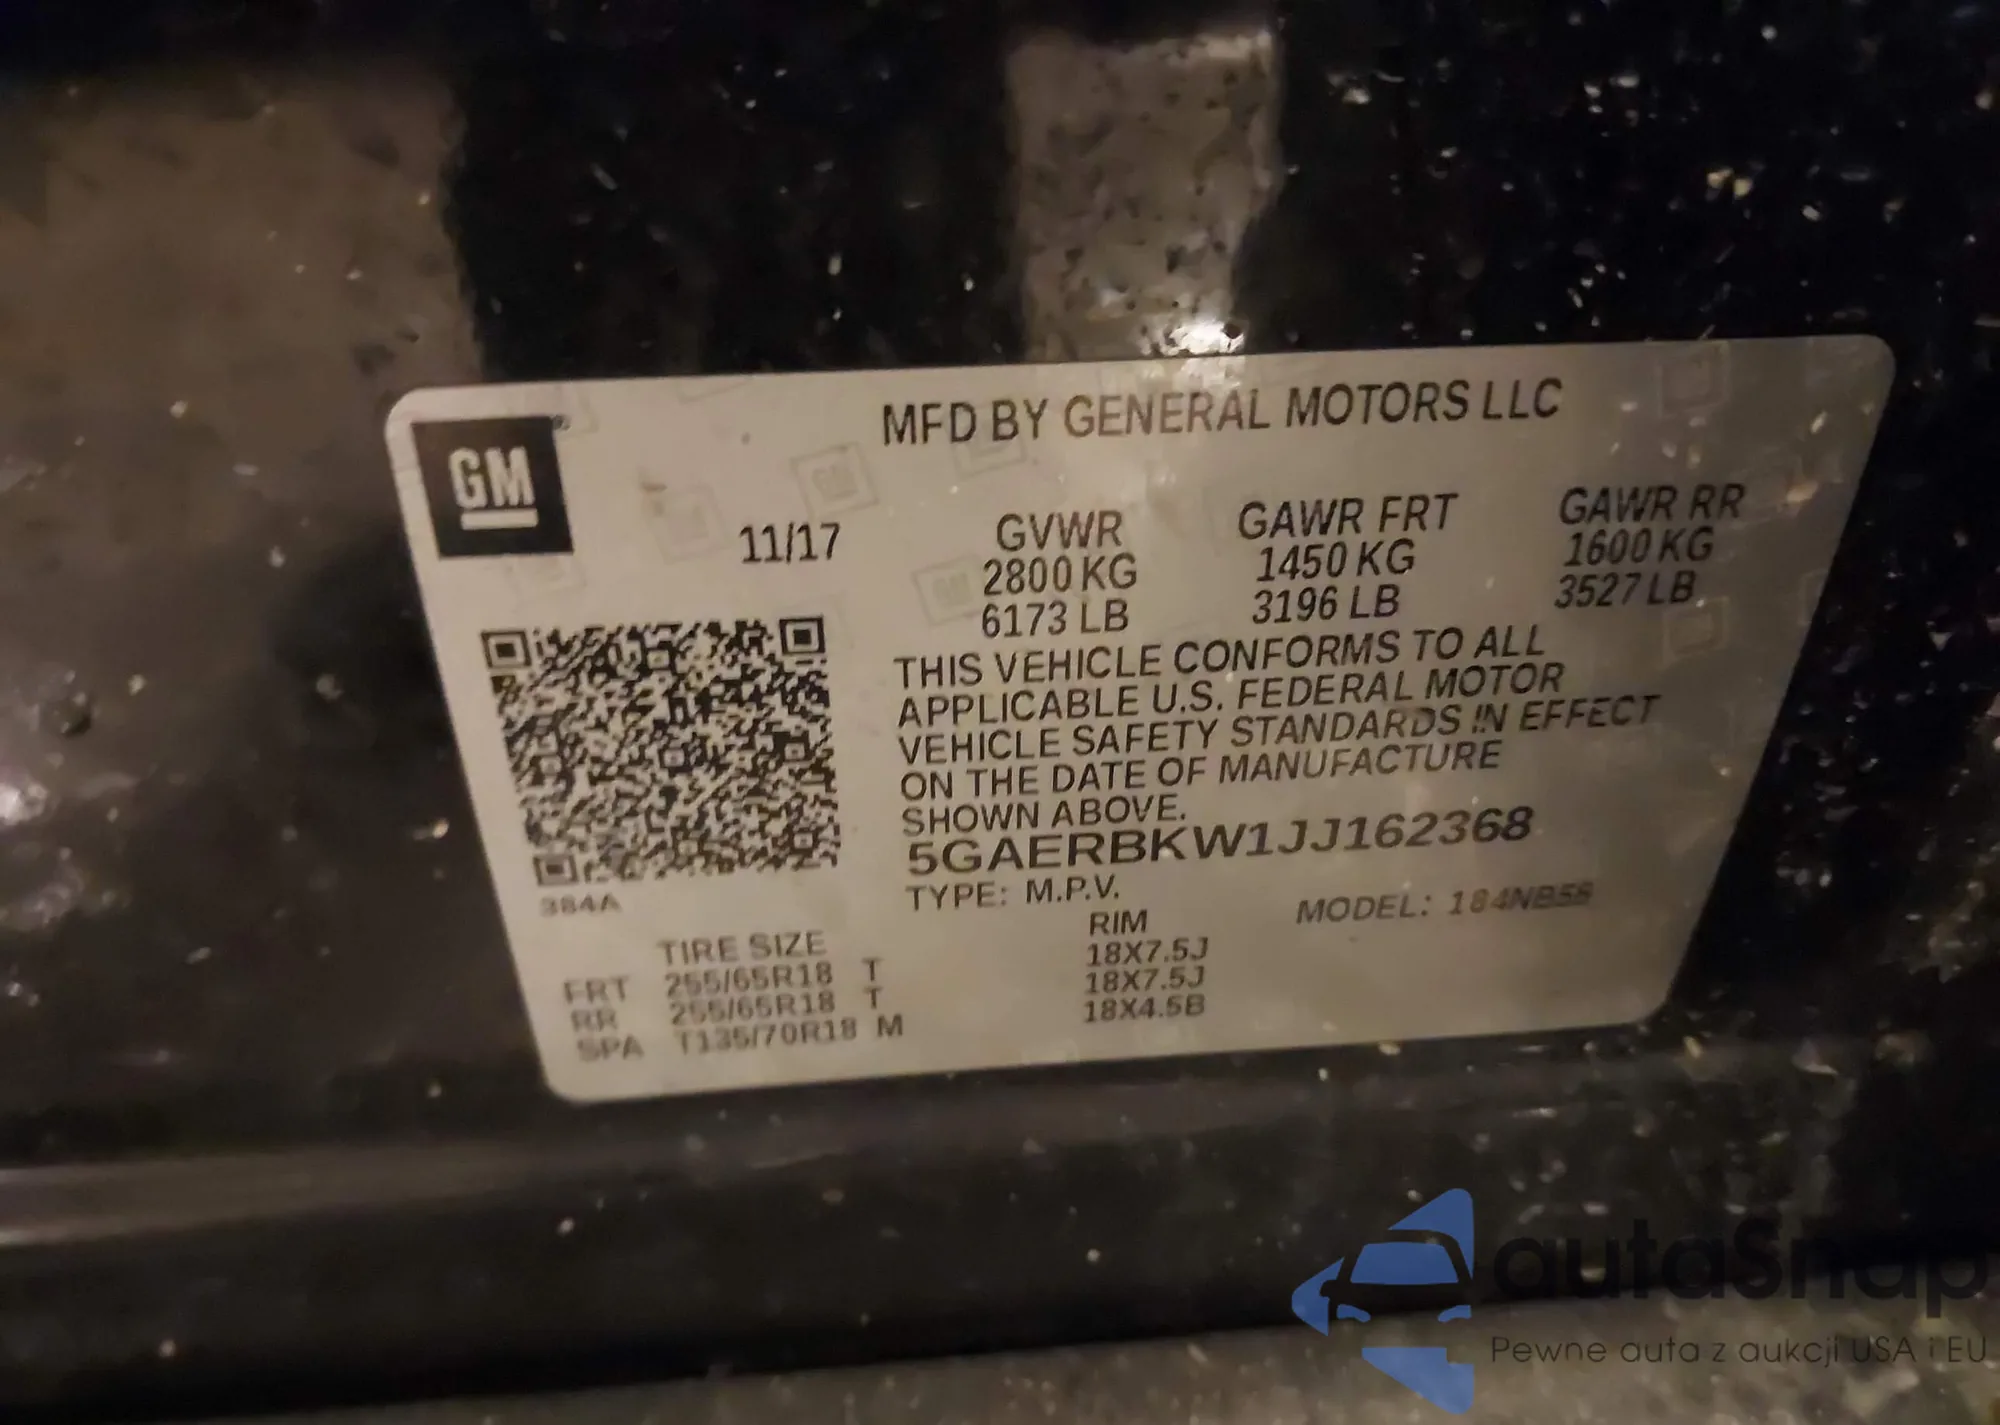 GM
MFD BY GENERAL MOTORS LLC
11/17
GVWR GAWR FRT GAWR RR
2800 KG 1450 KG 1600 KG
6173 LB 3196 LB 3527 LB
THIS VEHICLE CONFORMS TO ALL
APPLICABLE U.S. FEDERAL MOTOR
VEHICLE SAFETY STANDARDS IN EFFECT
ON THE DATE OF MANUFACTURE
SHOWN ABOVE.
5GAERBKW1JJ162368
TYPE: M.P.V. MODEL: 184NB56
384A
TIRE SIZE RIM
FRT 255/65R18 T 18X7.5J
RR 255/65R18 T 18X7.5J
SPA T135/70R18 M 18X4.5B
autaSnap
Pewne auta z aukcji USA i EU